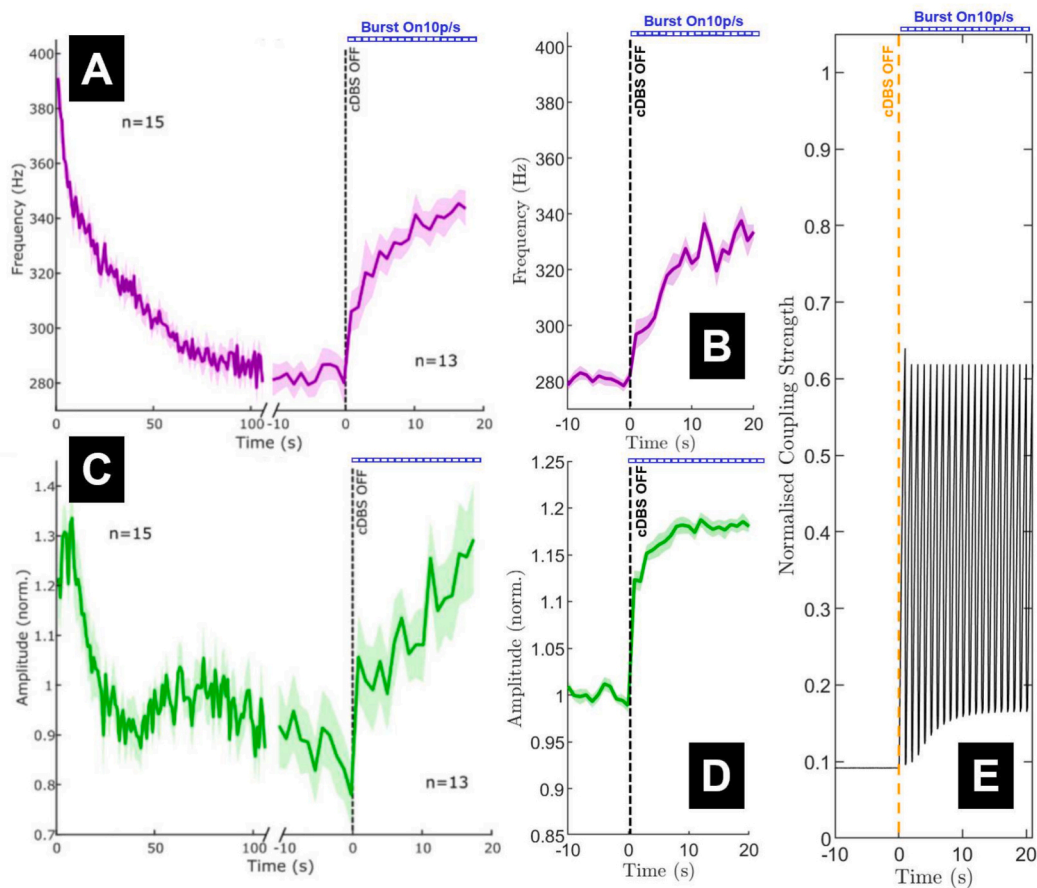 Burst On10p/s
A
Frequency (Hz)
400
380
360
340
320
300
280
n=15
n=13
cDBS OFF
0
50
100
-10
0
10
20
Time (s)
Burst On10p/s
B
Frequency (Hz)
400
380
360
340
320
300
280
cDBS OFF
-10
0
10
20
Time (s)
C
Amplitude (norm.)
1.4
1.3
1.2
1.1
1.0
0.9
0.8
0.7
n=15
n=13
cDBS OFF
0
50
100
-10
0
10
20
Time (s)
D
Amplitude (norm.)
1.25
1.2
1.15
1.1
1.05
1
0.95
0.9
0.85
cDBS OFF
-10
0
10
20
Time (s)
Burst On10p/s
E
Normalised Coupling Strength
1
0.9
0.8
0.7
0.6
0.5
0.4
0.3
0.2
0.1
0
cDBS OFF
-10
0
10
20
Time (s)